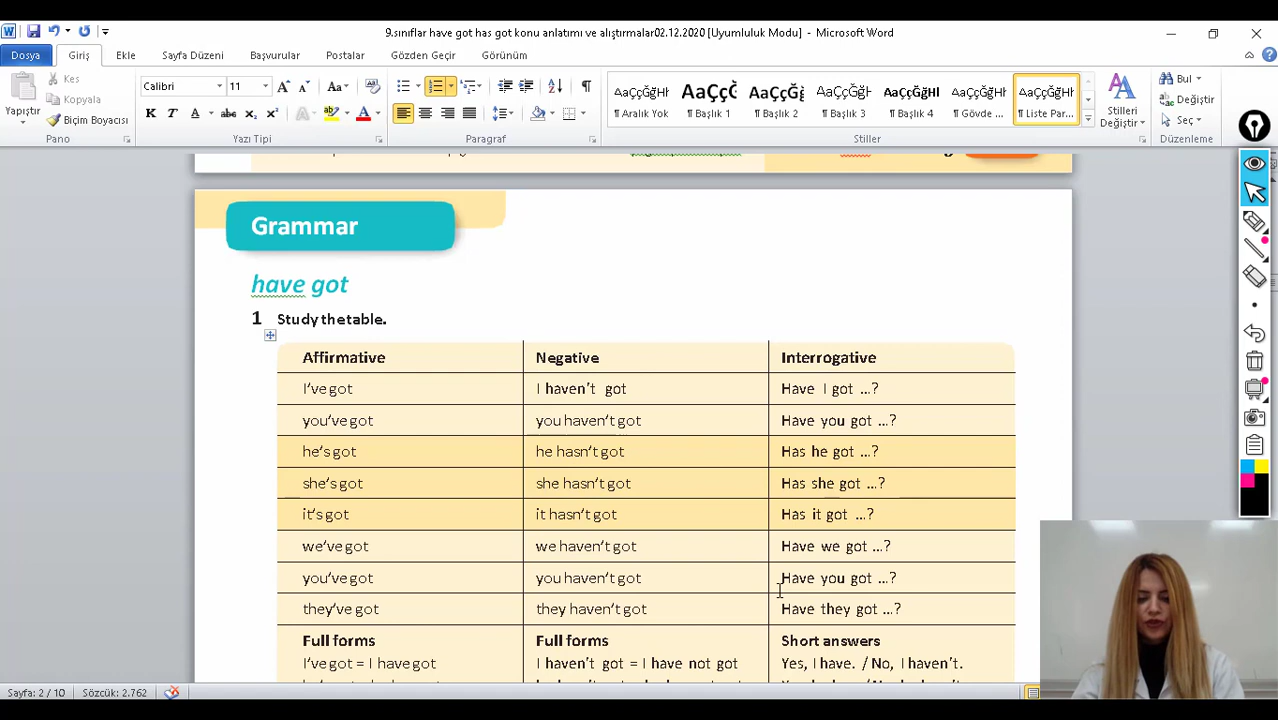 9.sınıflar have got has got konu anlatımı ve alıştırmalar02.12.2020 [Uyumluluk Modu] - Microsoft Word
Dosya Giriş Ekle Sayfa Düzeni Başvurular Postalar Gözden Geçir Görünüm
Yapıştır
Kes
Kopyala
Biçim Boyacısı
Calibri 11
AaÇçĞğHł AaÇçĞ AaÇçĞğ AaÇçĞğH AaÇçĞğHI AaÇçĞğHł AaÇçĞğHł
¶ Aralık Yok ¶ Başlık 1 ¶ Başlık 2 ¶ Başlık 3 ¶ Başlık 4 ¶ Gövde ... ¶ Liste Par...
Stilleri Değiştir
Bul
Değiştir
Seç
Pano Yazı Tipi Paragraf Stiller Düzenleme
Grammar
have got
1 Study the table.
Affirmative Negative Interrogative
I've got I haven't got Have I got ...?
you've got you haven't got Have you got ...?
he's got he hasn't got Has he got ...?
she's got she hasn't got Has she got ...?
it's got it hasn't got Has it got ...?
we've got we haven't got Have we got ...?
you've got you haven't got Have you got ...?
they've got they haven't got Have they got ...?
Full forms Full forms Short answers
I've got = I have got I haven't got = I have not got Yes, I have. / No, I haven't.
Sayfa: 2 / 10 Sözcük: 2.762